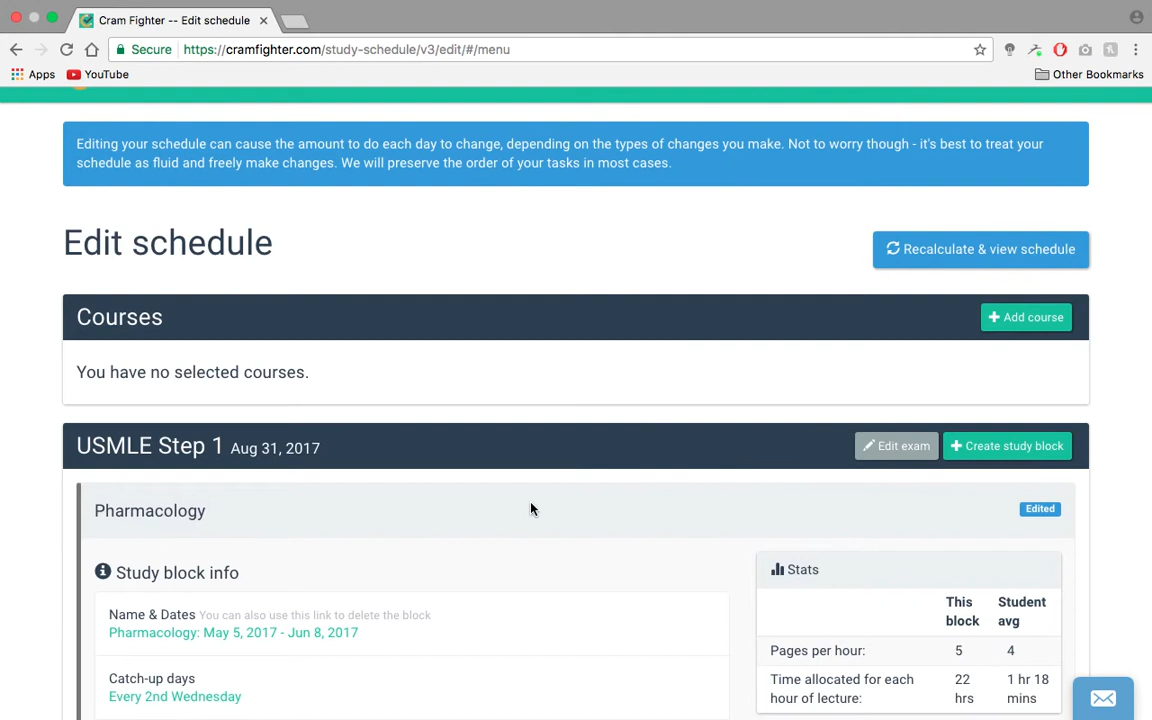 Cram Fighter -- Edit schedule
Secure https://cramfighter.com/study-schedule/v3/edit/#/menu
Apps YouTube Other Bookmarks
Editing your schedule can cause the amount to do each day to change, depending on the types of changes you make. Not to worry though - it's best to treat your
schedule as fluid and freely make changes. We will preserve the order of your tasks in most cases.
Edit schedule
Recalculate & view schedule
Courses
Add course
You have no selected courses.
USMLE Step 1 Aug 31, 2017
Edit exam
Create study block
Pharmacology
Edited
Study block info
Name & Dates You can also use this link to delete the block
Pharmacology: May 5, 2017 - Jun 8, 2017
Catch-up days
Every 2nd Wednesday
Stats
This block
Student avg
Pages per hour: 5 4
Time allocated for each hour of lecture: 22 hrs 1 hr 18 mins